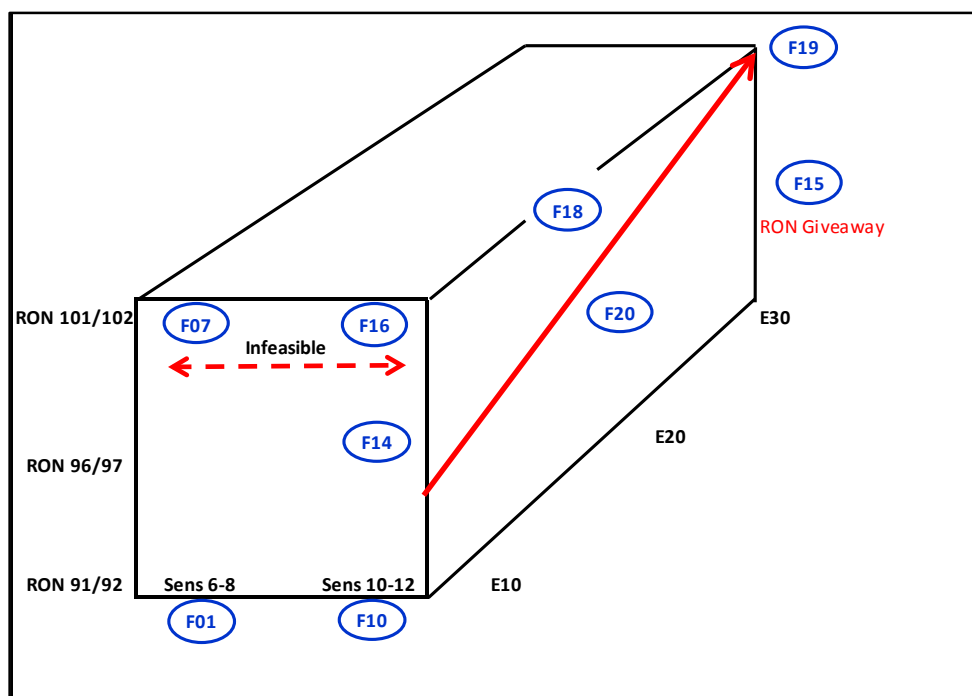 F19
F15
F18
RON Giveaway
RON 101/102
F07
F16
F20
E30
Infeasible
F14
E20
RON 96/97
RON 91/92
Sens 6-8
Sens 10-12
E10
F01
F10